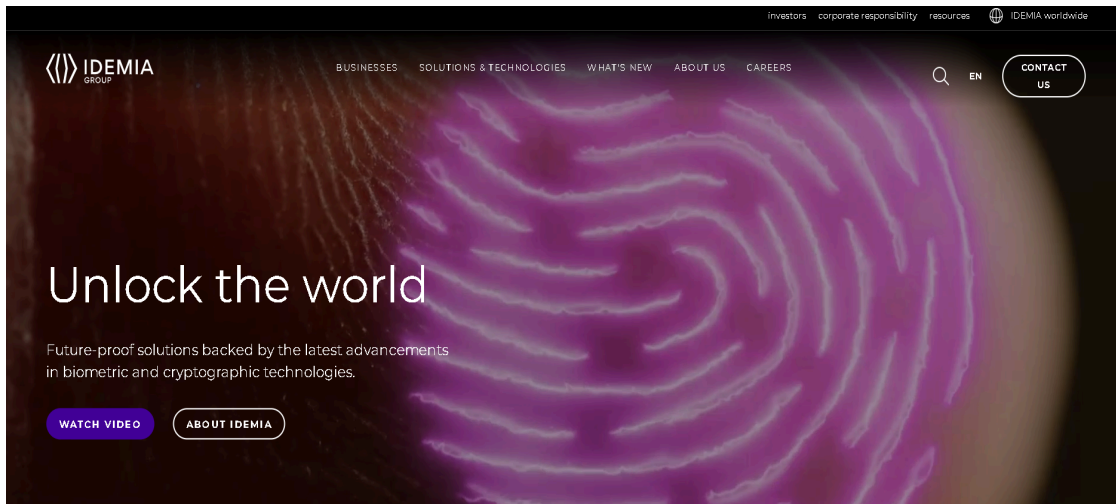 investors corporate responsibility resources IDEMIA worldwide
IDEMIA
GROUP
BUSINESSES SOLUTIONS & TECHNOLOGIES WHAT'S NEW ABOUT US CAREERS
EN
CONTACT
US
Unlock the world
Future-proof solutions backed by the latest advancements
in biometric and cryptographic technologies.
WATCH VIDEO ABOUT IDEMIA